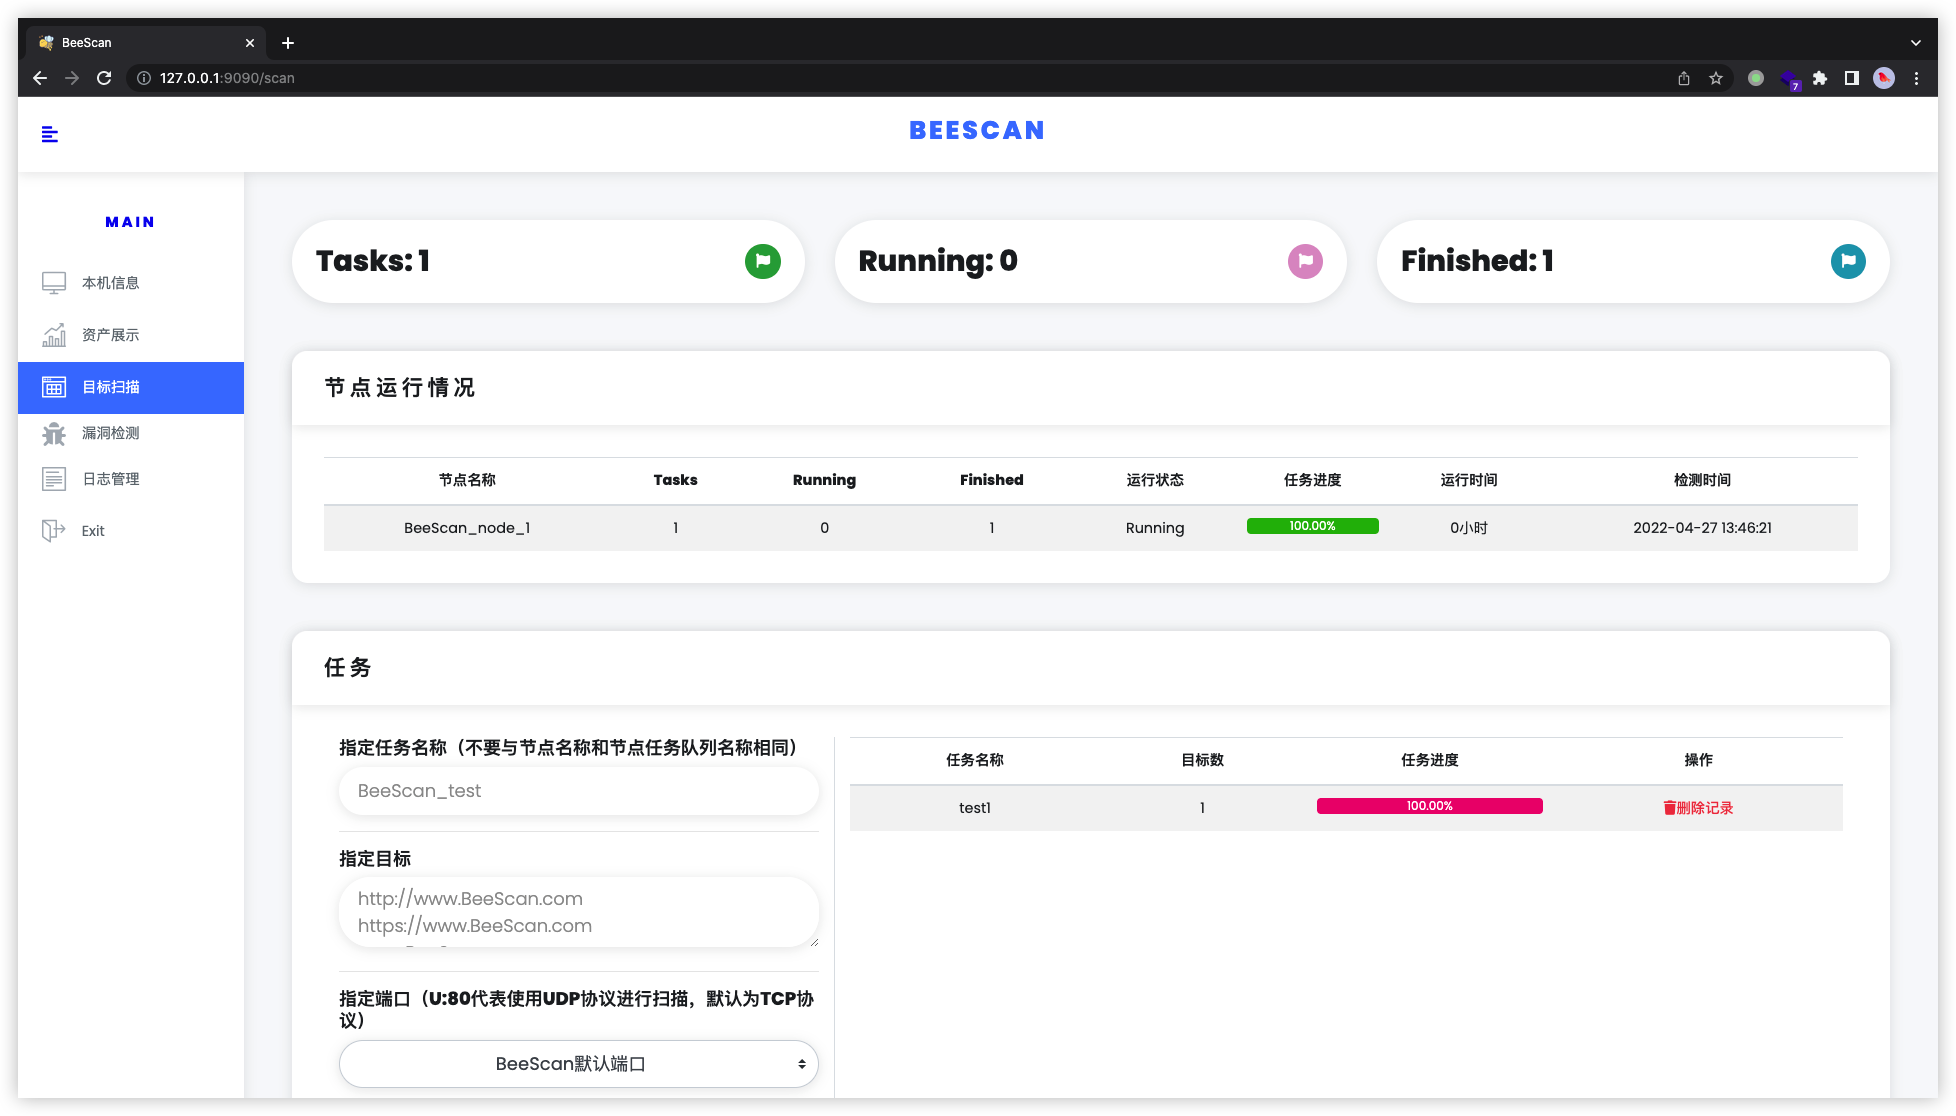 BeeScan
127.0.0.1:9090/scan
7
BEESCAN
MAIN
本机信息
资产展示
目标扫描
漏洞检测
日志管理
Exit
Tasks: 1
Running: 0
Finished: 1
节点运行情况
节点名称 Tasks Running Finished 运行状态 任务进度 运行时间 检测时间
BeeScan_node_1 1 0 1 Running 100.00% 0小时 2022-04-27 13:46:21
任务
指定任务名称（不要与节点名称和节点任务队列名称相同）
BeeScan_test
指定目标
http://www.BeeScan.com
https://www.BeeScan.com
指定端口（U:80代表使用UDP协议进行扫描，默认为TCP协
议）
BeeScan默认端口
任务名称 目标数 任务进度 操作
test1 1 100.00% 删除记录